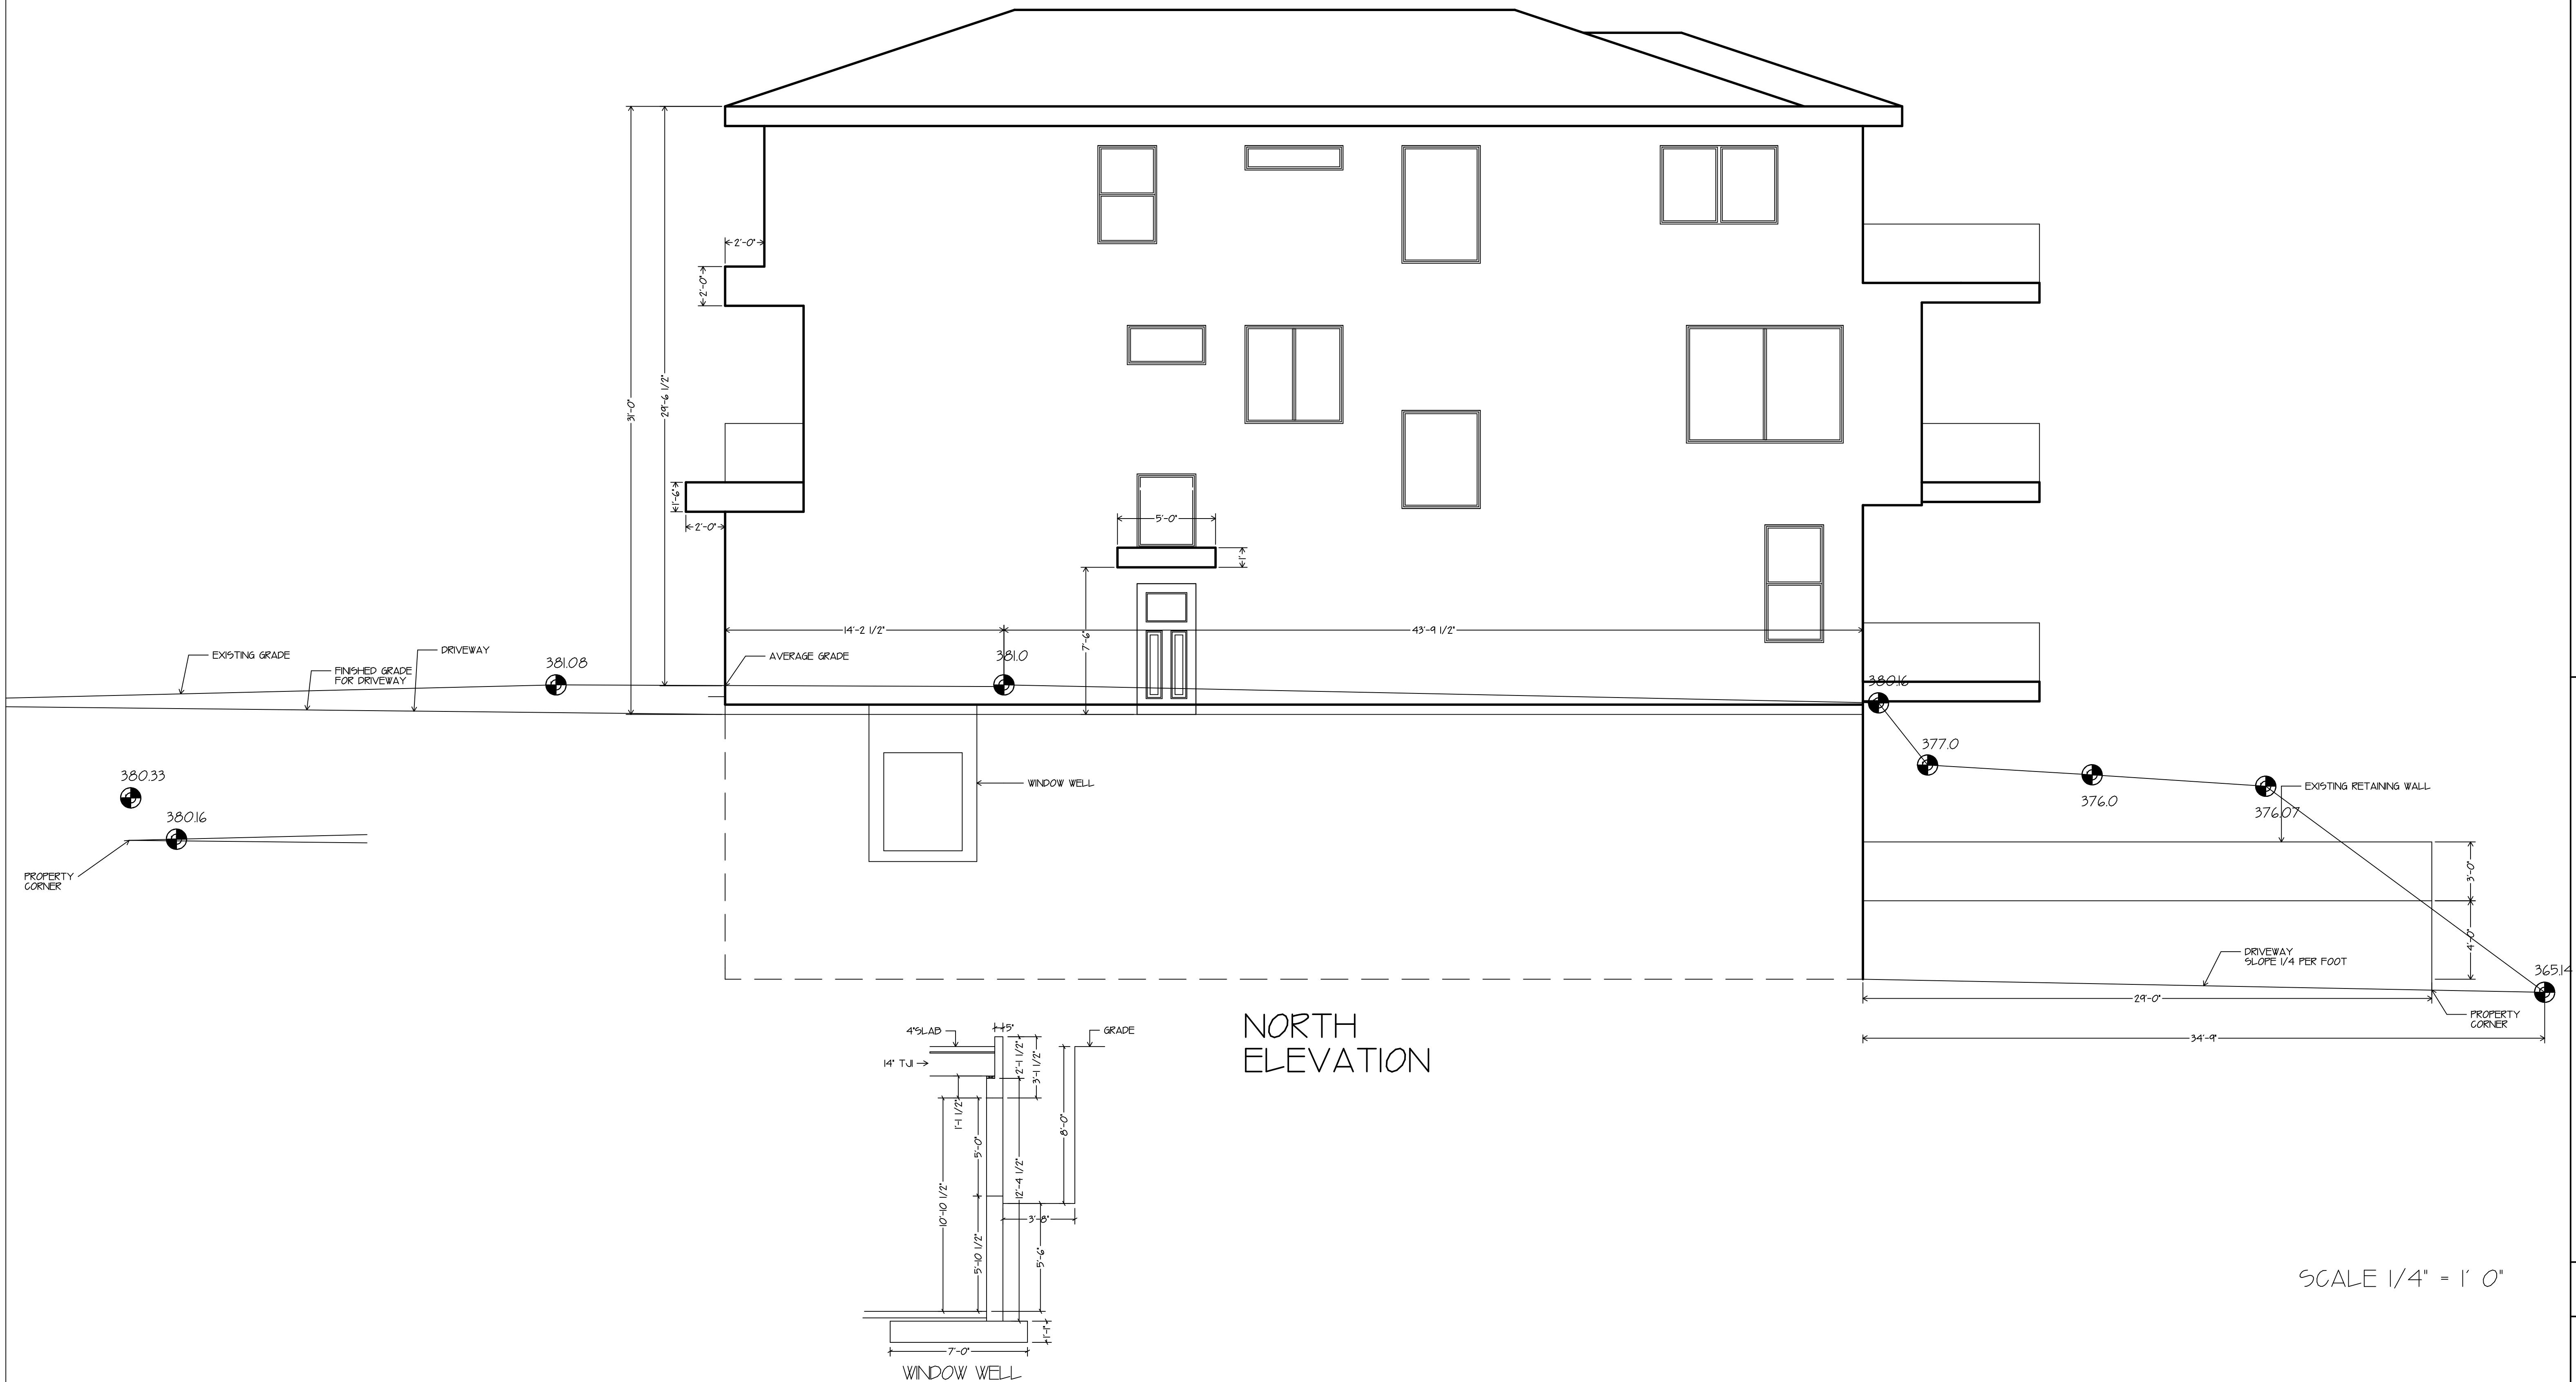 2'-0"
2'-0"
31'-0"
29'-6 1/2"
1'-6"
2'-0"
5'-0"
1'
14'-2 1/2"
43'-9 1/2"
7'-6"
EXISTING GRADE
FINISHED GRADE
FOR DRIVEWAY
DRIVEWAY
381.08
AVERAGE GRADE
381.0
380.16
377.0
376.0
376.07
EXISTING RETAINING WALL
380.33
380.16
PROPERTY
CORNER
WINDOW WELL
3'-0"
4'-0"
DRIVEWAY
SLOPE 1/4 PER FOOT
365.14
29'-0"
PROPERTY
CORNER
34'-9"
NORTH
ELEVATION
4"SLAB
5"
GRADE
14" TJI
2'-1 1/2"
3'-1 1/2"
1'-1 1/2"
8'-0"
5'-0"
12'-4 1/2"
10'-10 1/2"
3'-8"
5'-10 1/2"
5'-6"
1'-1"
7'-0"
WINDOW WELL
SCALE 1/4" = 1' 0"